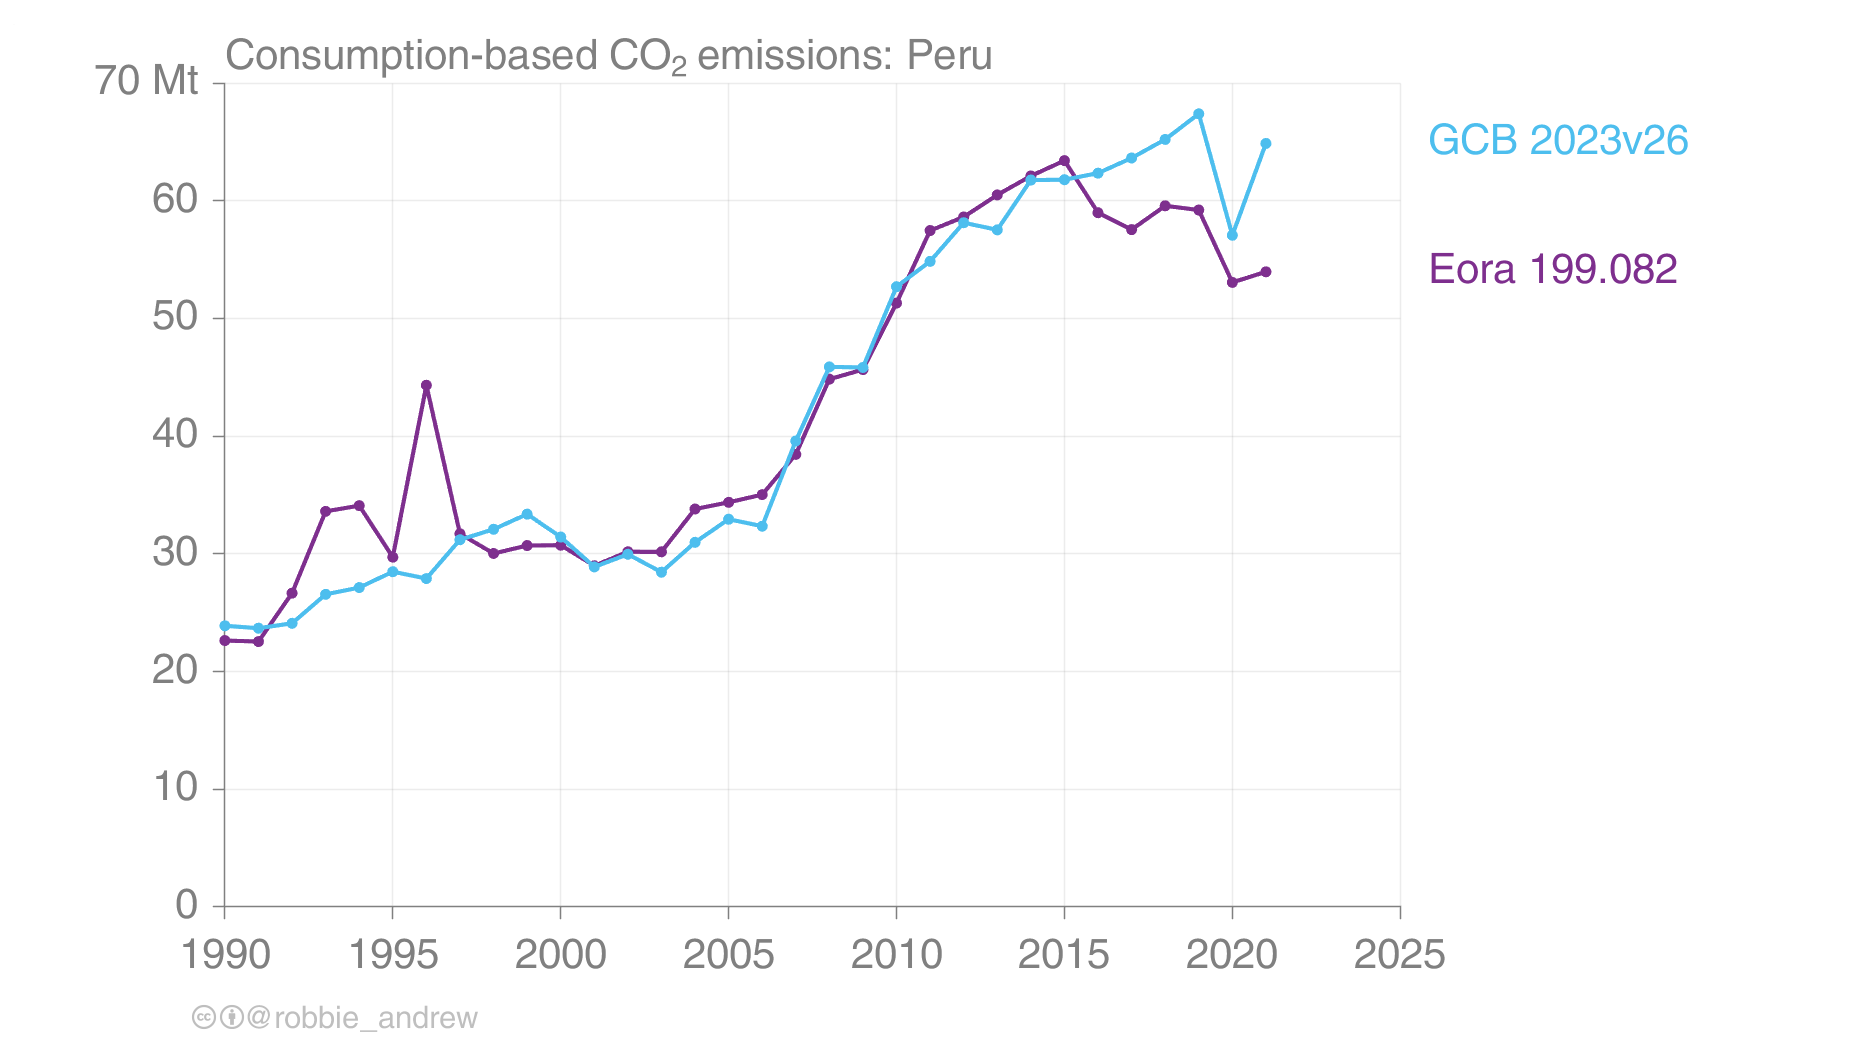 Consumption-based CO₂ emissions: Peru
70 Mt
60
50
40
30
20
10
0
1990 1995 2000 2005 2010 2015 2020 2025
GCB 2023v26
Eora 199.082
@robbie_andrew